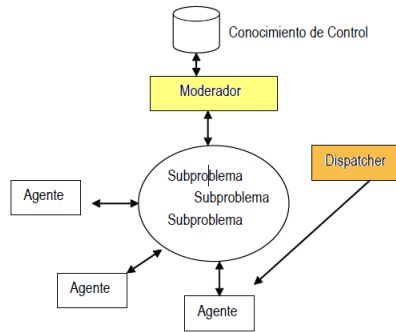 Conocimiento de Control
Moderador
Dispatcher
Subproblema
Subproblema
Subproblema
Agente
Agente
Agente